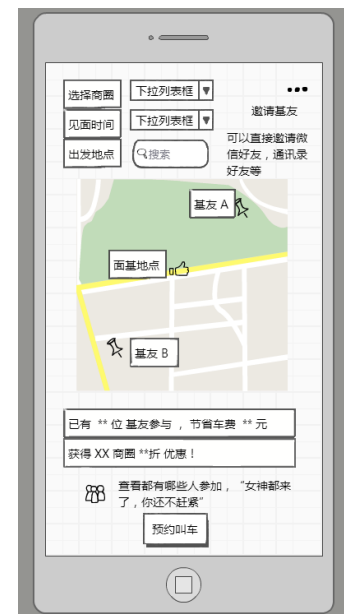 选择商圈
下拉列表框
见面时间
下拉列表框
邀请基友
出发地点
搜索
可以直接邀请微
信好友，通讯录
好友等
基友 A
面基地点
基友 B
已有 ** 位 基友参与 ，节省车费 ** 元
获得 XX 商圈 **折 优惠！
查看都有哪些人参加，“女神都来
了，你还不赶紧”
预约叫车